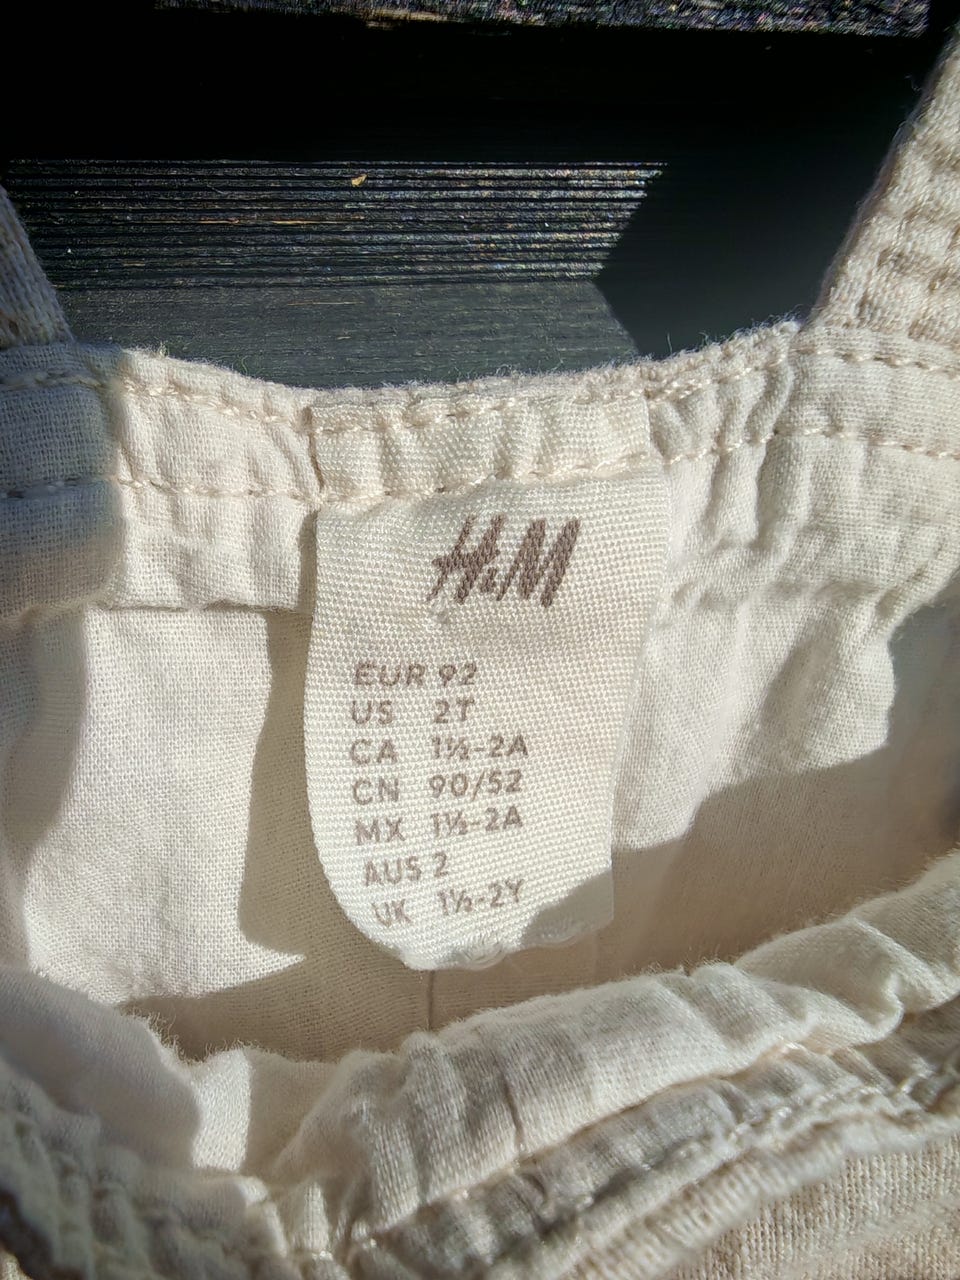 H&M
EUR 92
US 2T
CA 1½-2A
CN 90/52
MX 1½-2A
AUS 2
UK 1½-2Y